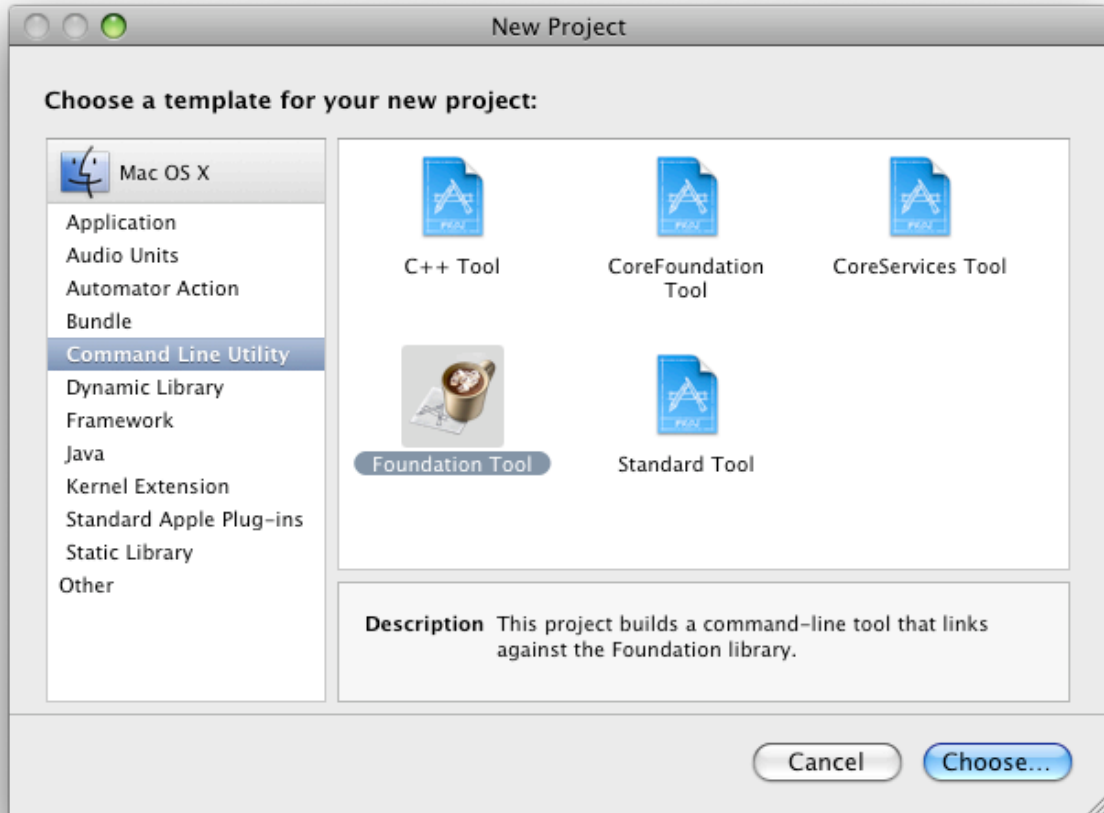 New Project
Choose a template for your new project:
Mac OS X
Application
Audio Units
Automator Action
Bundle
Command Line Utility
Dynamic Library
Framework
Java
Kernel Extension
Standard Apple Plug-ins
Static Library
Other
C++ Tool
CoreFoundation
Tool
CoreServices Tool
Foundation Tool
Standard Tool
Description This project builds a command-line tool that links
against the Foundation library.
Cancel
Choose...